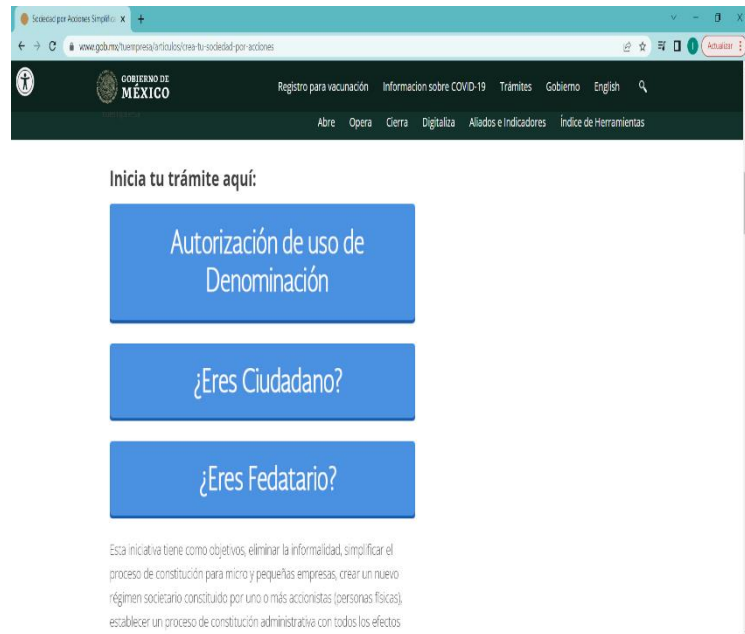 Sociedad por Acciones Simplific
www.gob.mx/tuempresa/articulos/crea-tu-sociedad-por-acciones
Actualizar
GOBIERNO DE
MÉXICO
Registro para vacunación Informacion sobre COVID-19 Trámites Gobierno English
Abre Opera Cierra Digitaliza Aliados e Indicadores Índice de Herramientas
Inicia tu trámite aquí:
Autorización de uso de
Denominación
¿Eres Ciudadano?
¿Eres Fedatario?
Esta iniciativa tiene como objetivos, eliminar la informalidad, simplificar el
proceso de constitución para micro y pequeñas empresas, crear un nuevo
régimen societario constituido por uno o más accionistas (personas físicas),
establecer un proceso de constitución administrativa con todos los efectos